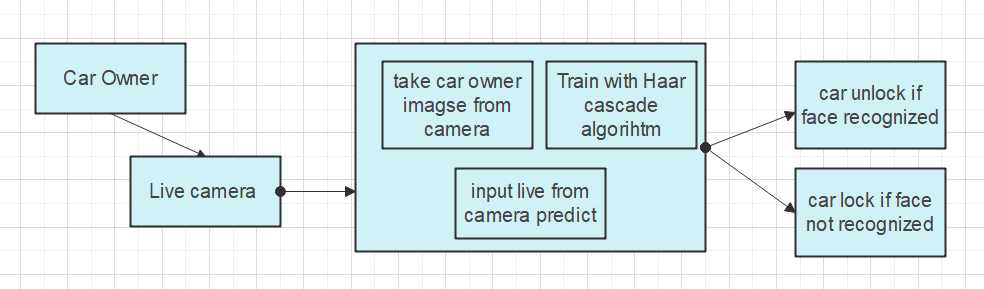 Car Owner
Live camera
take car owner
imagse from
camera
Train with Haar
cascade
algorihtm
input live from
camera predict
car unlock if
face recognized
car lock if face
not recognized